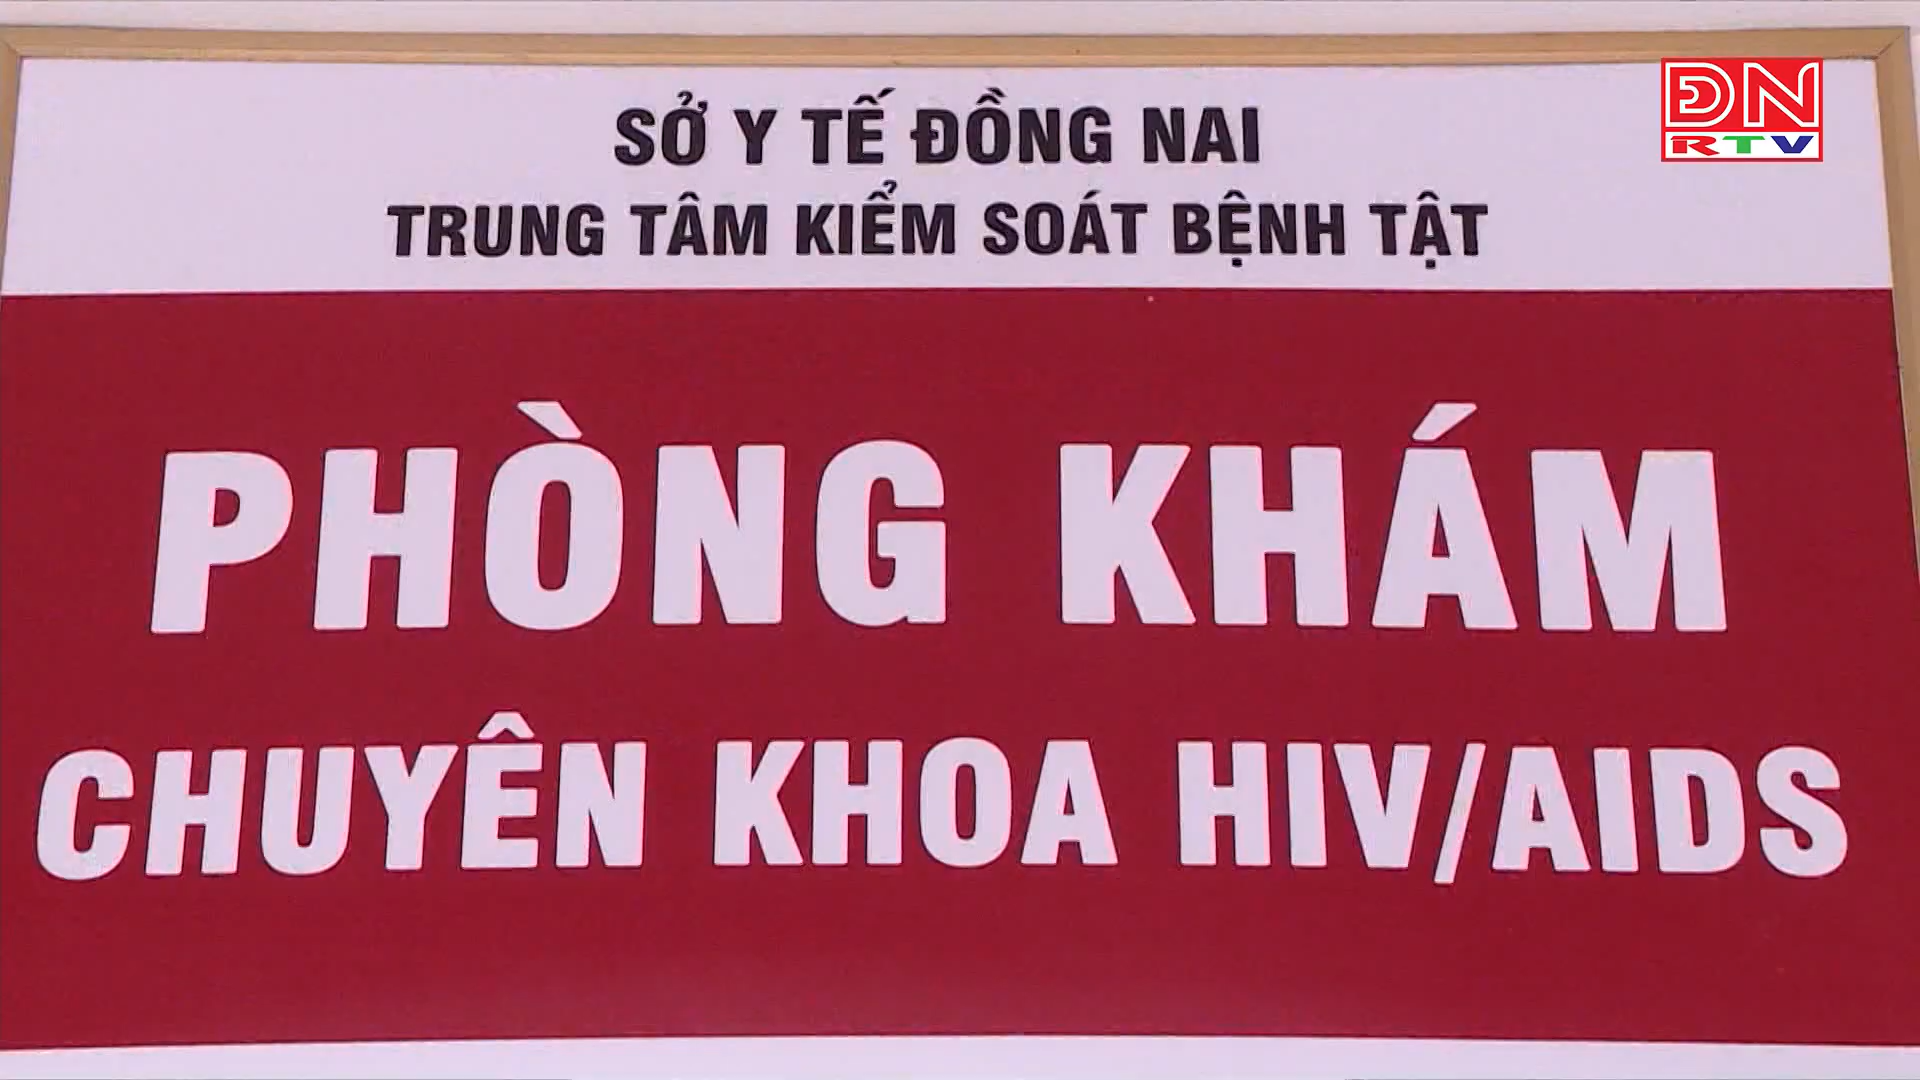 SỞ Y TẾ ĐỒNG NAI
ĐN
RTV
TRUNG TÂM KIỂM SOÁT BỆNH TẬT
PHÒNG KHÁM
CHUYÊN KHOA HIV/AIDS